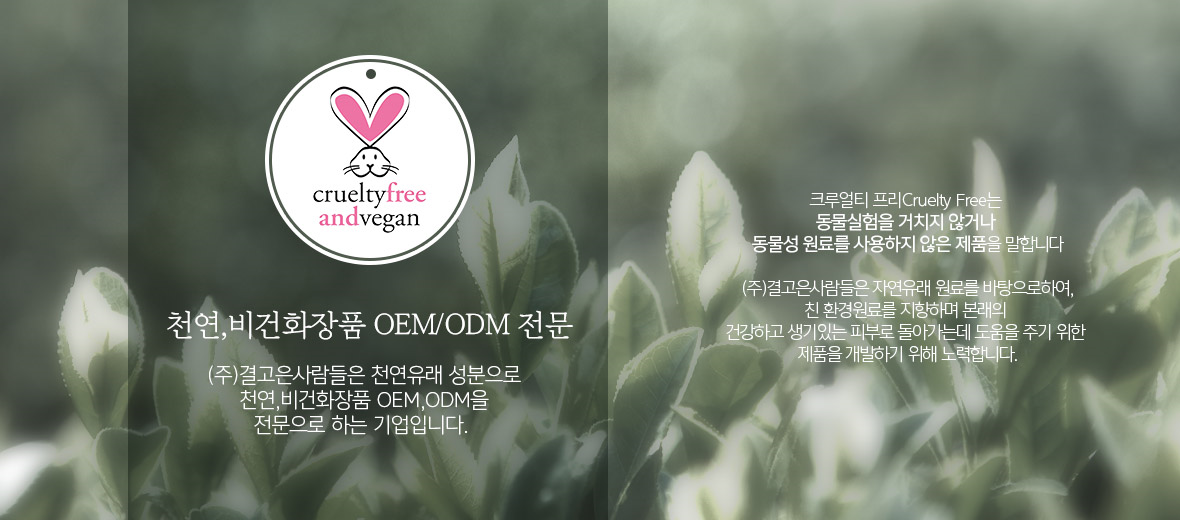 crueltyfree
andvegan
천연,비건화장품 OEM/ODM 전문
(주)결고은사람들은 천연유래 성분으로
천연,비건화장품 OEM,ODM을
전문으로 하는 기업입니다.
크루얼티 프리Cruelty Free는
동물실험을 거치지 않거나
동물성 원료를 사용하지 않은 제품을 말합니다
(주)결고은사람들은 자연유래 원료를 바탕으로하여,
친 환경원료를 지향하며 본래의
건강하고 생기있는 피부로 돌아가는데 도움을 주기 위한
제품을 개발하기 위해 노력합니다.